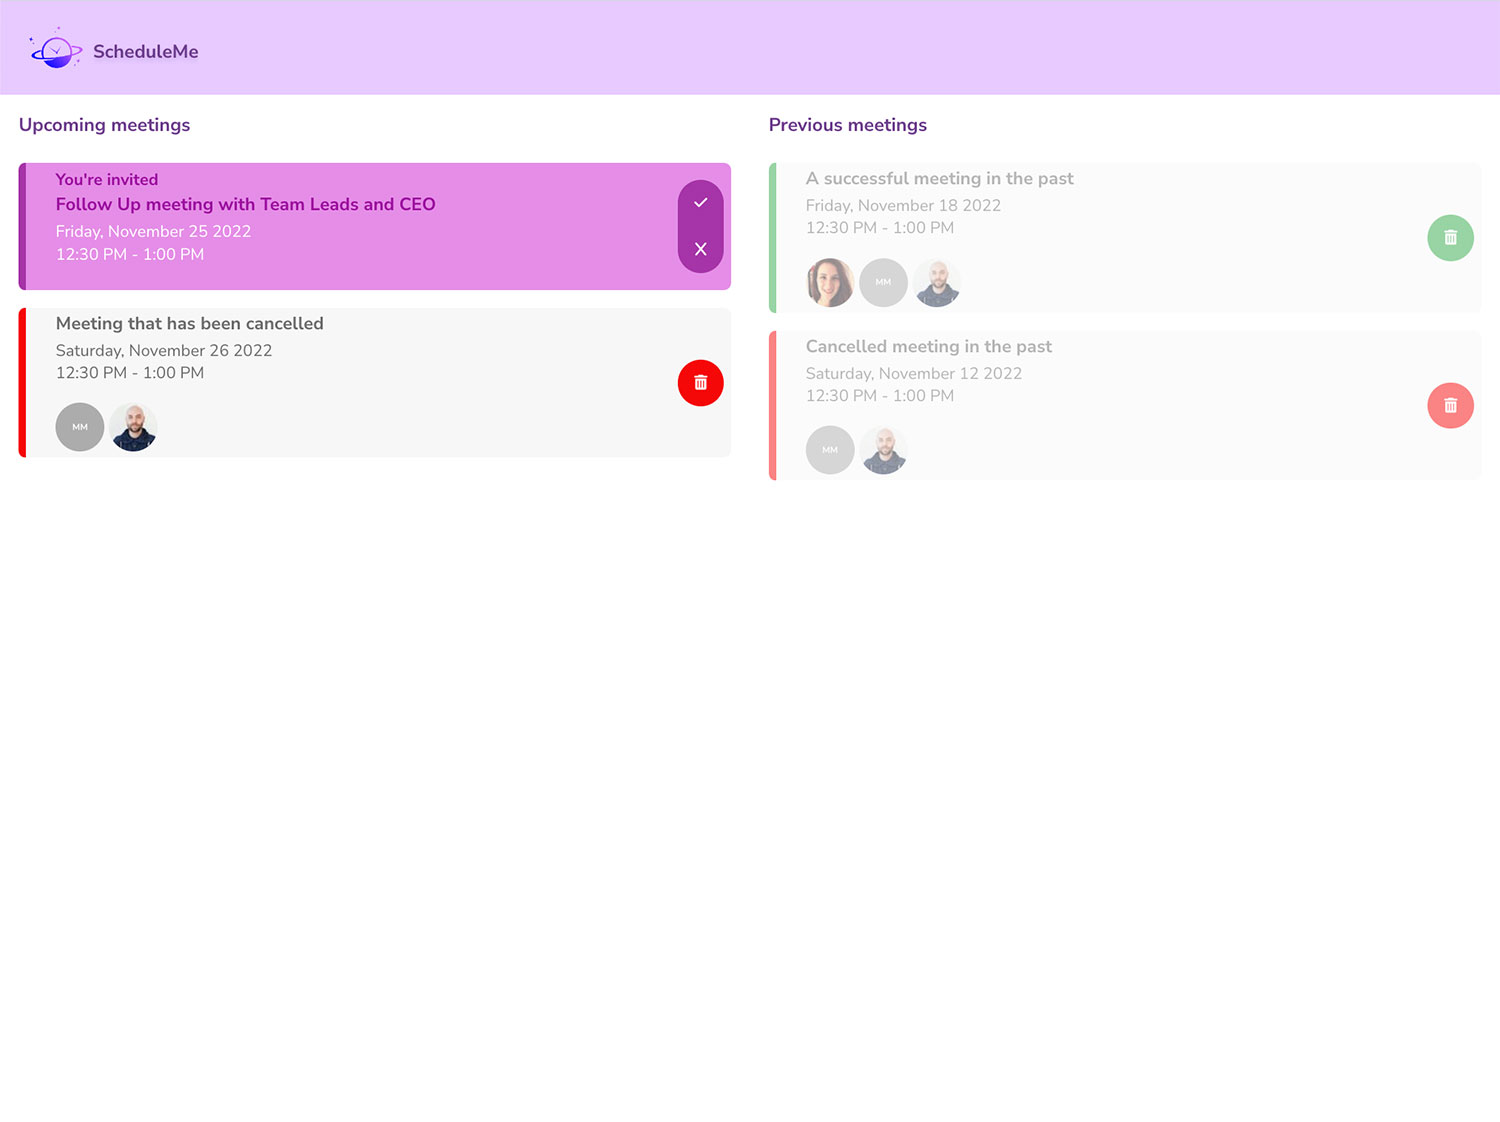 ScheduleMe
Upcoming meetings
You're invited
Follow Up meeting with Team Leads and CEO
Friday, November 25 2022
12:30 PM - 1:00 PM
Meeting that has been cancelled
Saturday, November 26 2022
12:30 PM - 1:00 PM
MM
Previous meetings
A successful meeting in the past
Friday, November 18 2022
12:30 PM - 1:00 PM
MM
Cancelled meeting in the past
Saturday, November 12 2022
12:30 PM - 1:00 PM
MM